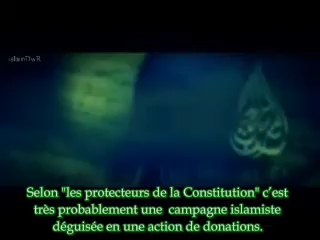 Selon "les protecteurs de la Constitution" c’est
très probablement une  campagne islamiste
déguisée en une action de donations.